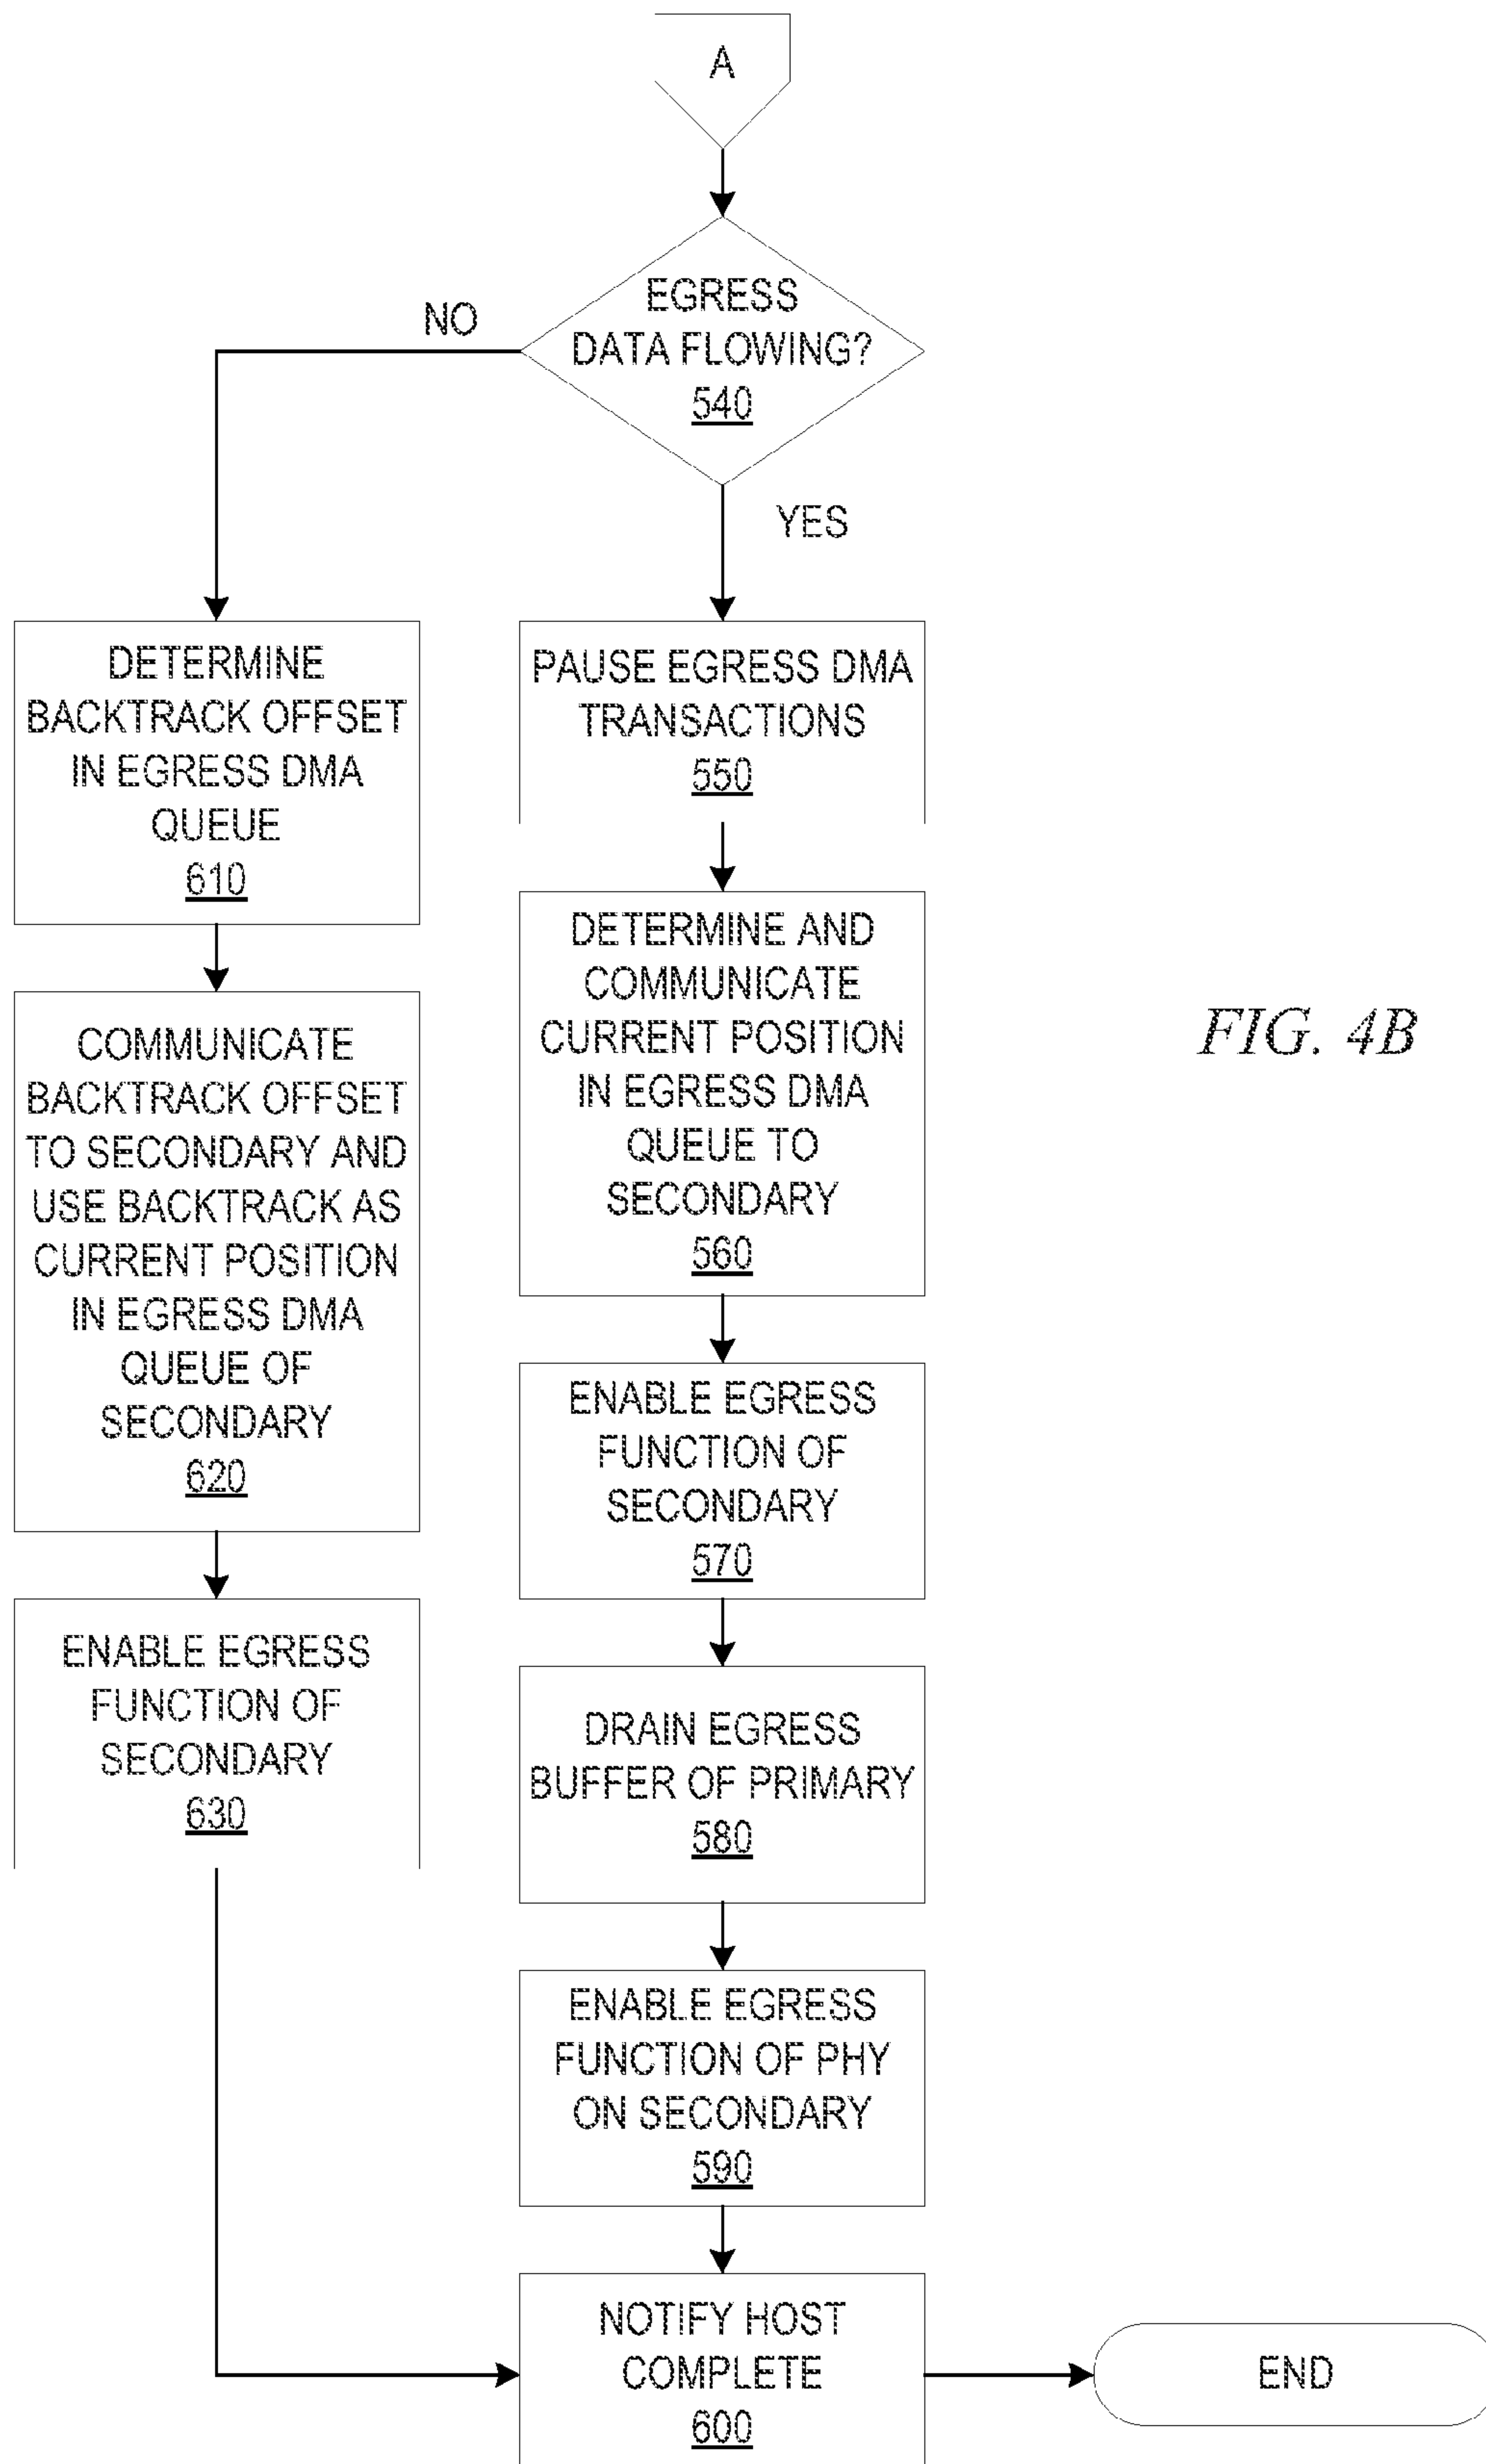 A
EGRESS
DATA FLOWING?
540
NO
YES
DETERMINE
BACKTRACK OFFSET
IN EGRESS DMA
QUEUE
610
COMMUNICATE
BACKTRACK OFFSET
TO SECONDARY AND
USE BACKTRACK AS
CURRENT POSITION
IN EGRESS DMA
QUEUE OF
SECONDARY
620
ENABLE EGRESS
FUNCTION OF
SECONDARY
630
PAUSE EGRESS DMA
TRANSACTIONS
550
DETERMINE AND
COMMUNICATE
CURRENT POSITION
IN EGRESS DMA
QUEUE TO
SECONDARY
560
ENABLE EGRESS
FUNCTION OF
SECONDARY
570
DRAIN EGRESS
BUFFER OF PRIMARY
580
ENABLE EGRESS
FUNCTION OF PHY
ON SECONDARY
590
NOTIFY HOST
COMPLETE
600
END
FIG. 4B